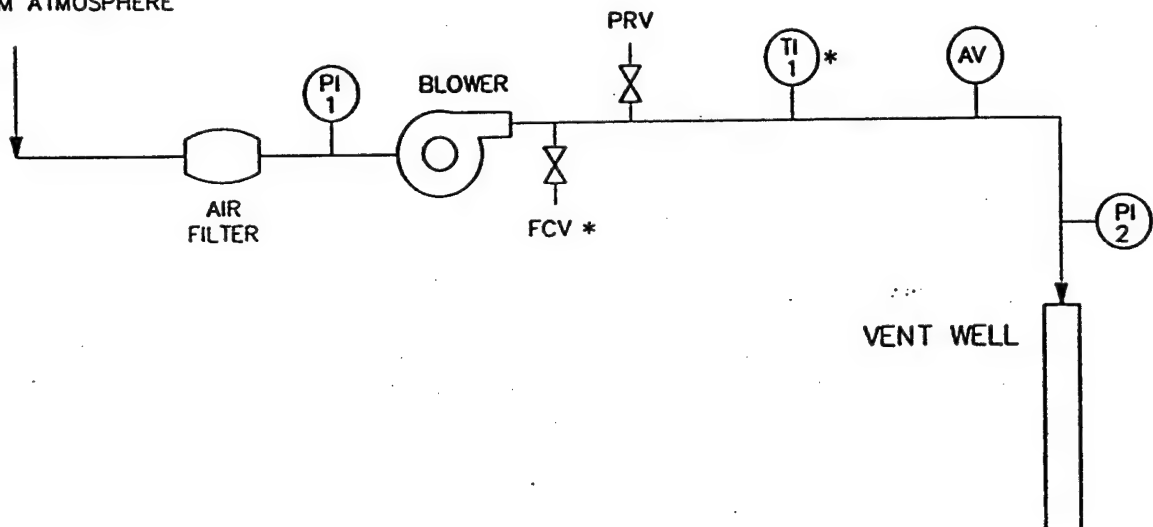 M ATMOSPHERE
PRV
TI
1
*
AV
PI
1
BLOWER
AIR
FILTER
FCV *
PI
2
VENT WELL